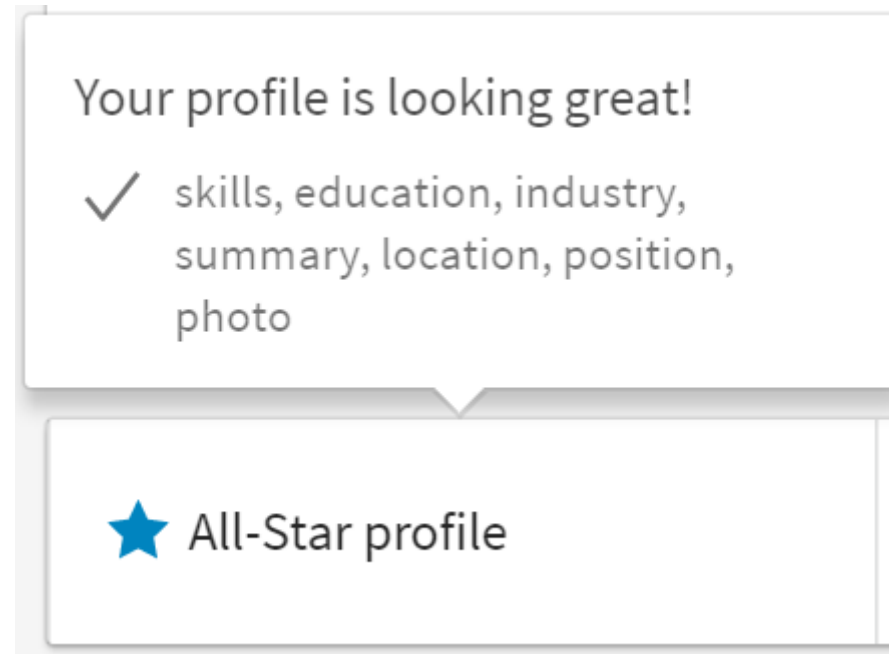 Your profile is looking great!
skills, education, industry,
summary, location, position,
photo
All-Star profile